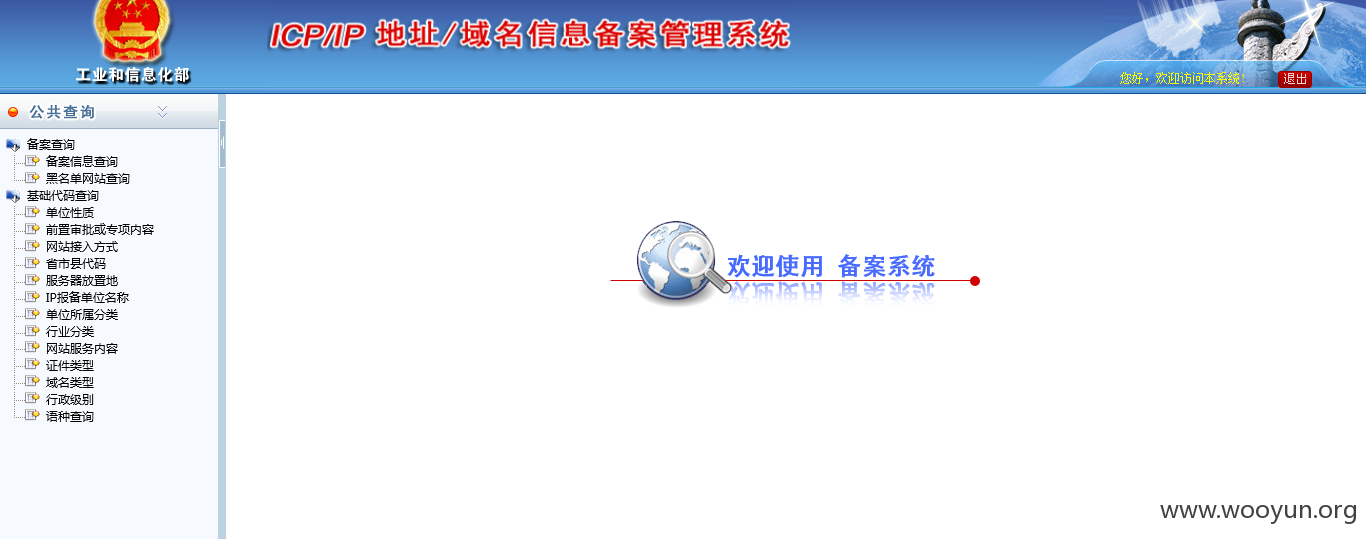 ICP/IP 地址/域名信息备案管理系统
工业和信息化部
您好，欢迎访问本系统！
退出
公共查询
备案查询
备案信息查询
黑名单网站查询
基础代码查询
单位性质
前置审批或专项内容
网站接入方式
省市县代码
服务器放置地
IP报备单位名称
单位所属分类
行业分类
网站服务内容
证件类型
域名类型
行政级别
语种查询
欢迎使用 备案系统
www.wooyun.org